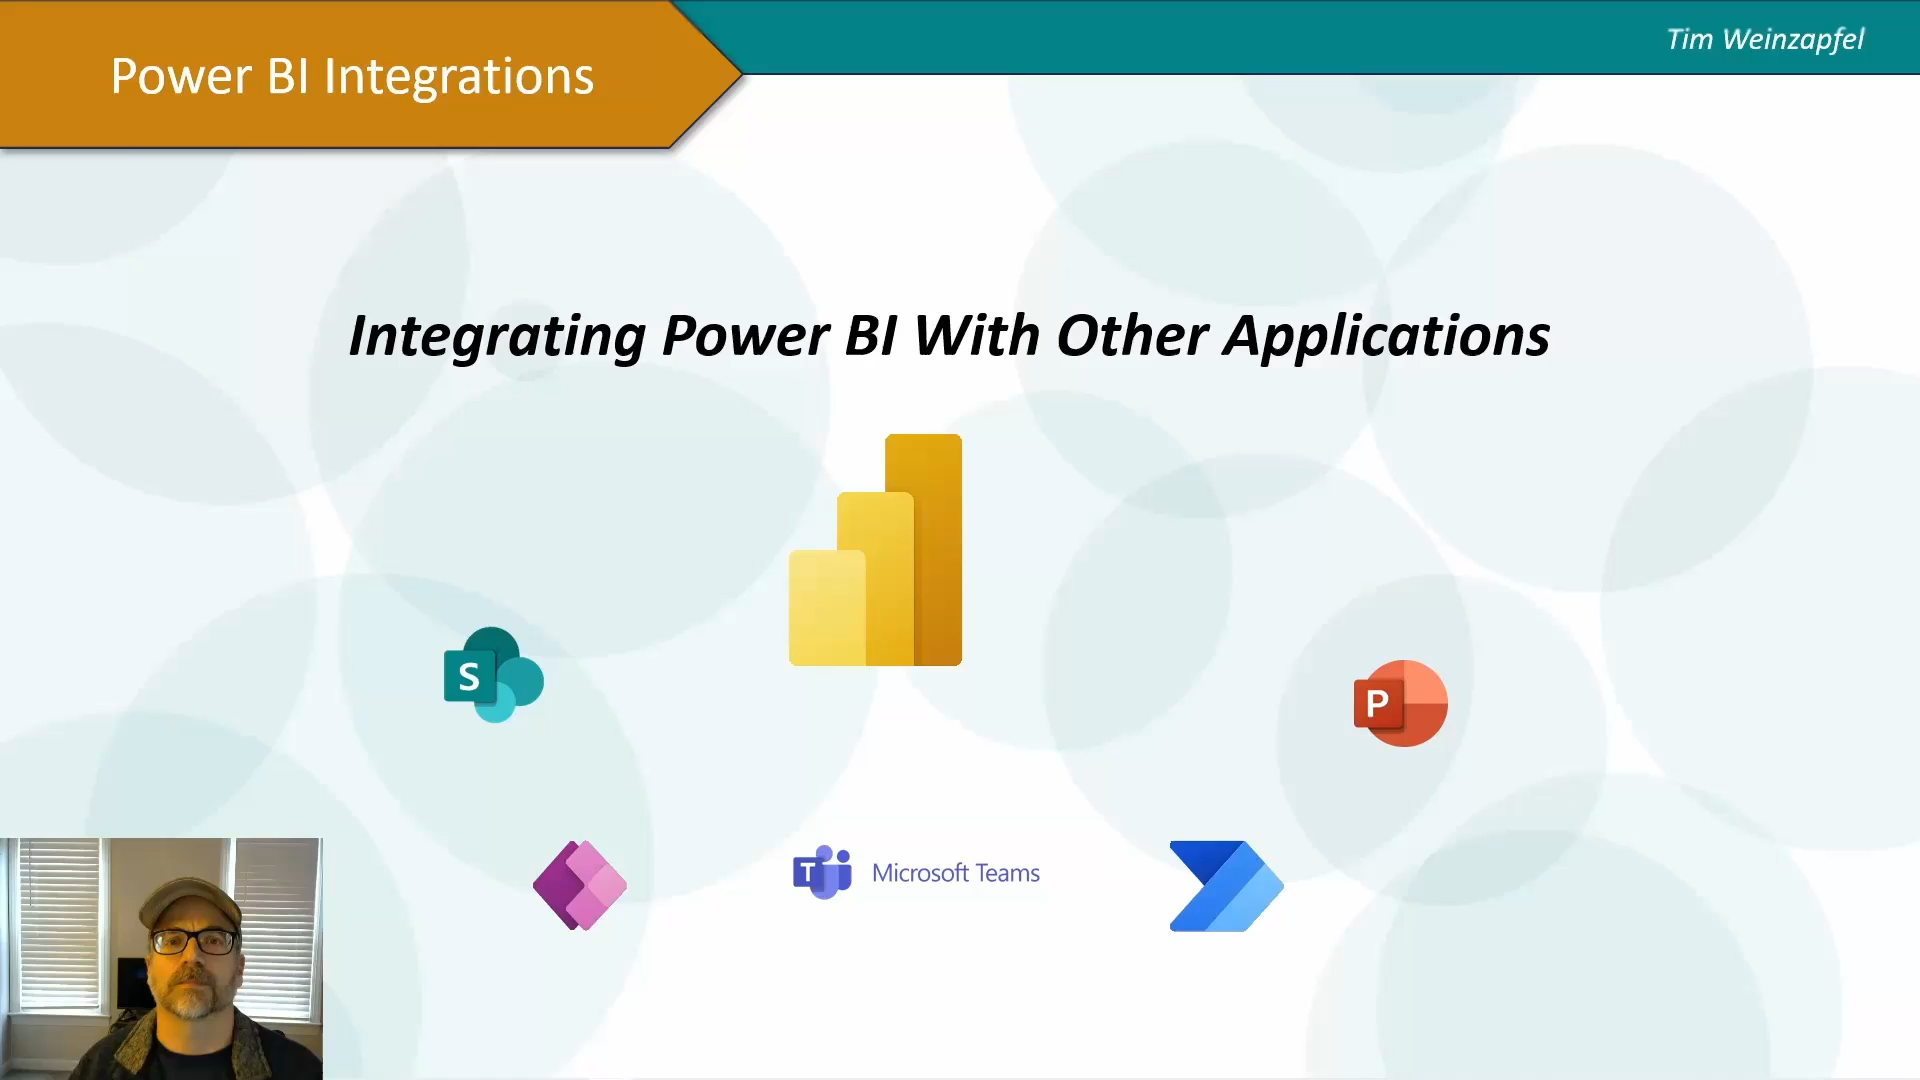 Power BI Integrations
Tim Weinzapfel
Integrating Power BI With Other Applications
S
P
T
Microsoft Teams